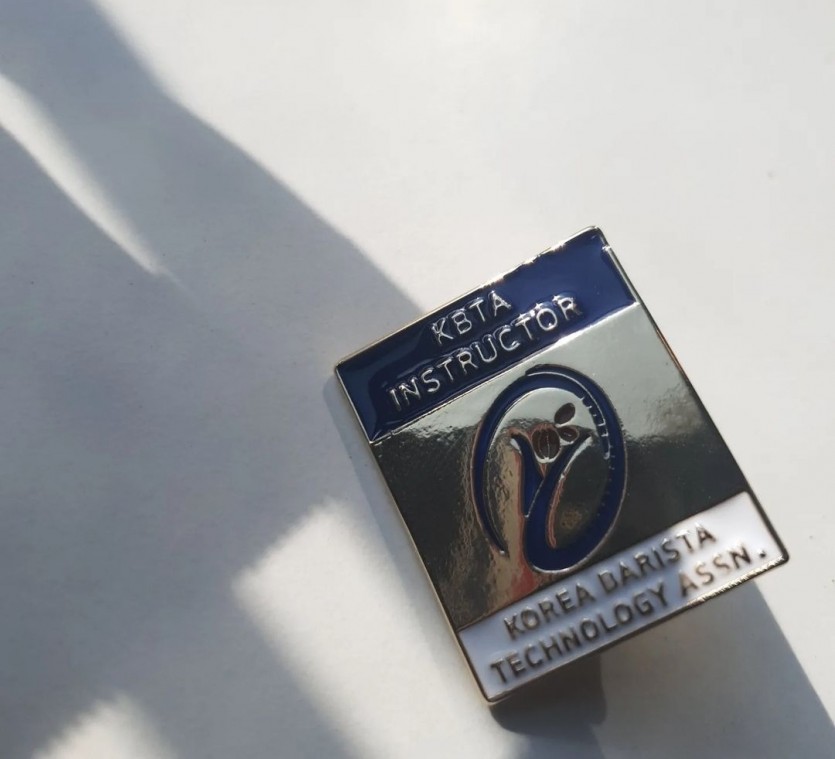 KBTA
INSTRUCTOR
KOREA BARISTA
TECHNOLOGY ASSN.